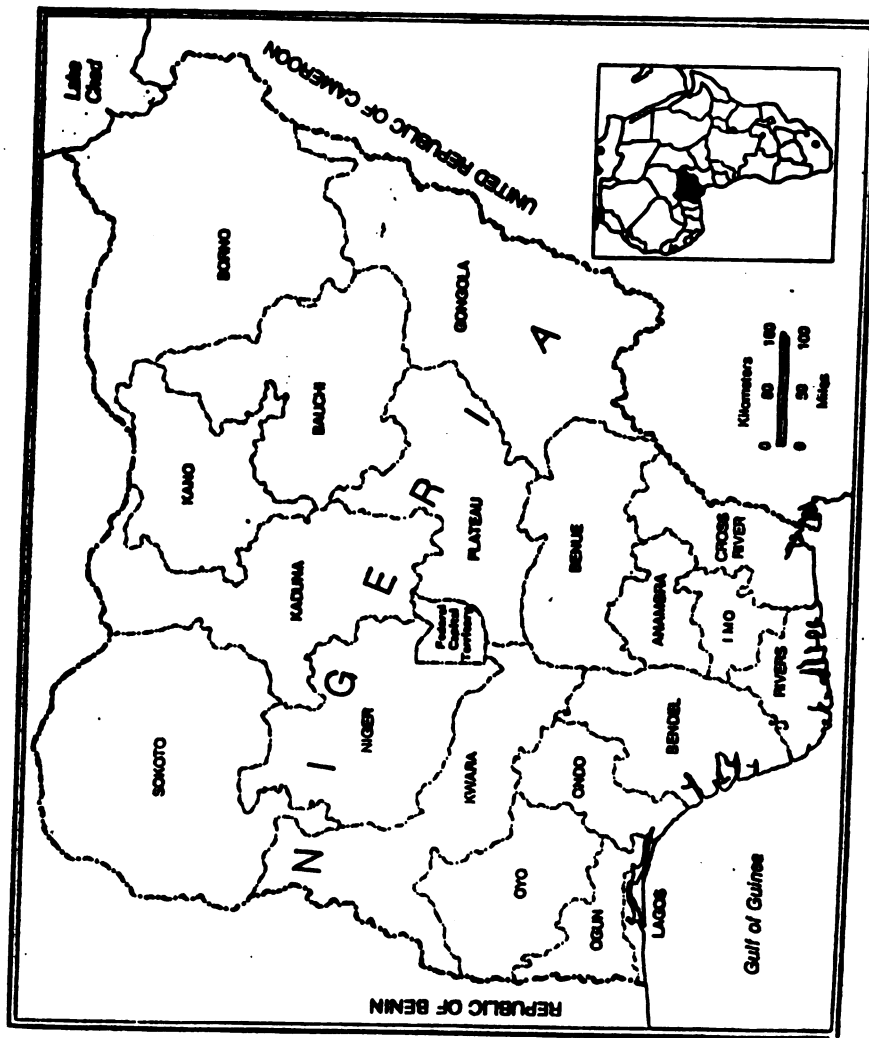 Lake
Chad
UNITED REPUBLIC OF CAMEROON
BORNO
SOKOTO
KANO
KADUNA
BAUCHI
GONGOLA
NIGERIA
NIGER
Federal
Capital
Territory
PLATEAU
KWARA
BENUE
OYO
ONDO
OGUN
BENDEL
ANAMBRA
CROSS
RIVER
IMO
RIVERS
LAGOS
REPUBLIC OF BENIN
Gulf of Guinea
Kilometers
0 80 160
0 50 100
Miles